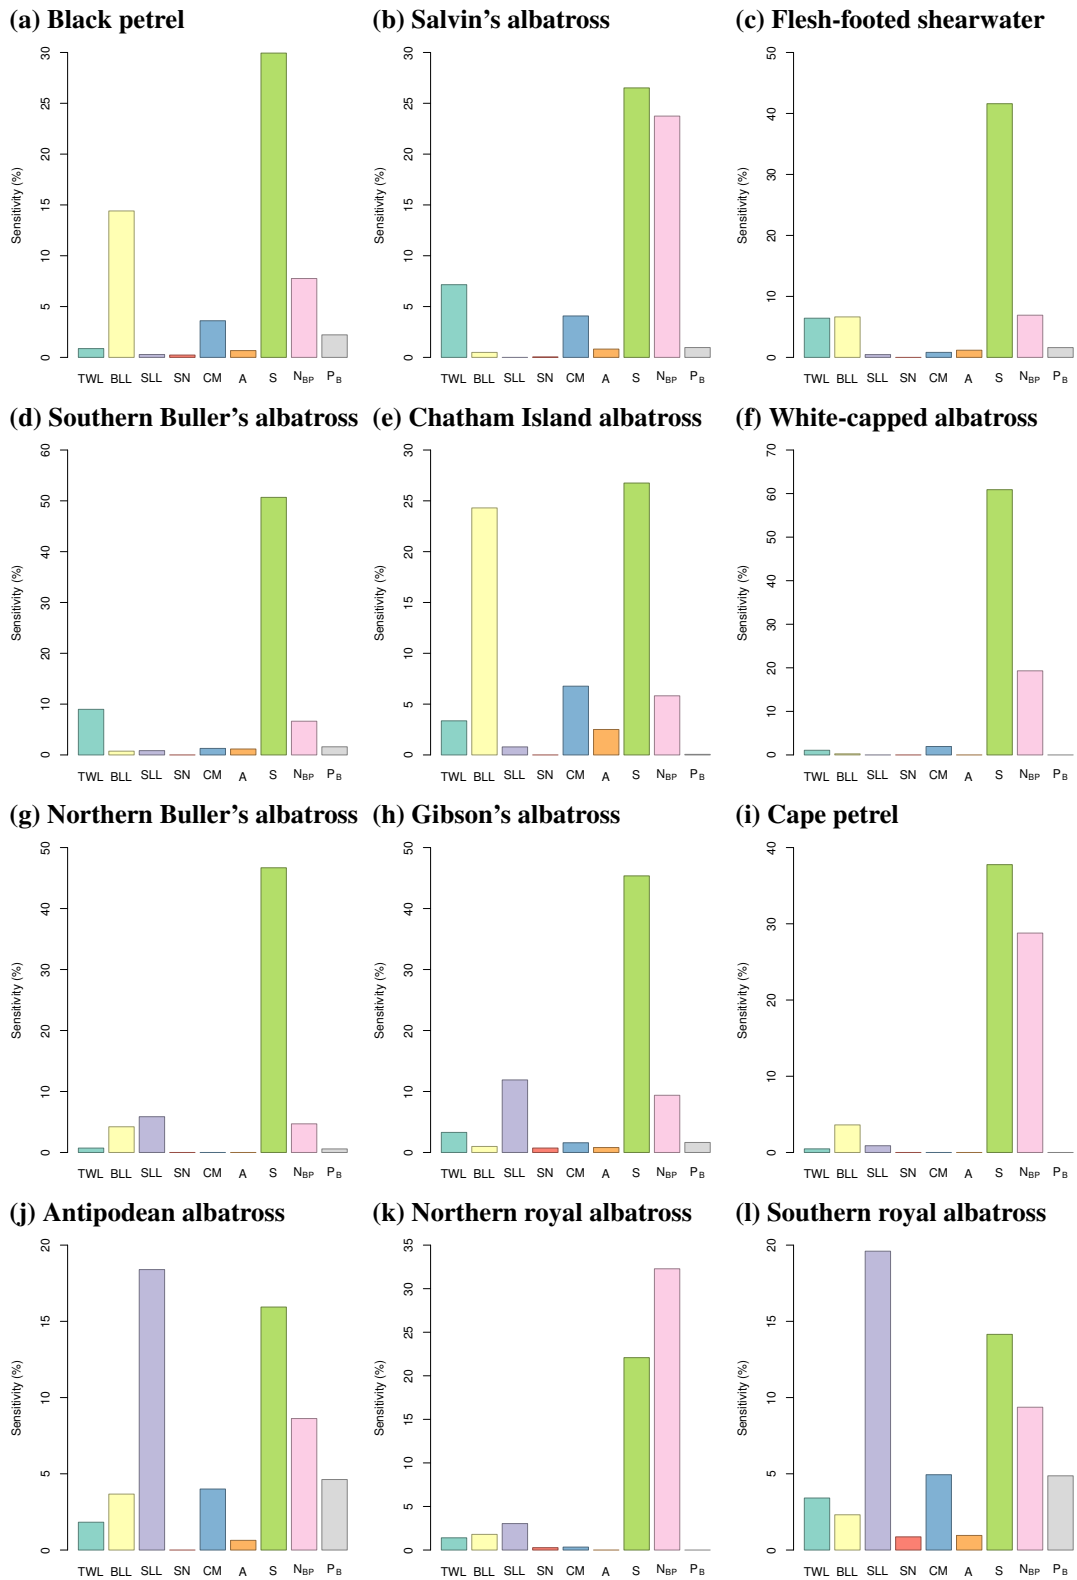 (a) Black petrel
Sensitivity (%)
0 5 10 15 20 25 30
TWL BLL SLL SN CM A S NBP PB
(b) Salvin's albatross
Sensitivity (%)
0 5 10 15 20 25 30
TWL BLL SLL SN CM A S NBP PB
(c) Flesh-footed shearwater
Sensitivity (%)
0 10 20 30 40 50
TWL BLL SLL SN CM A S NBP PB
(d) Southern Buller's albatross
Sensitivity (%)
0 10 20 30 40 50 60
TWL BLL SLL SN CM A S NBP PB
(e) Chatham Island albatross
Sensitivity (%)
0 5 10 15 20 25 30
TWL BLL SLL SN CM A S NBP PB
(f) White-capped albatross
Sensitivity (%)
0 10 20 30 40 50 60 70
TWL BLL SLL SN CM A S NBP PB
(g) Northern Buller's albatross
Sensitivity (%)
0 10 20 30 40 50
TWL BLL SLL SN CM A S NBP PB
(h) Gibson's albatross
Sensitivity (%)
0 10 20 30 40 50
TWL BLL SLL SN CM A S NBP PB
(i) Cape petrel
Sensitivity (%)
0 10 20 30 40
TWL BLL SLL SN CM A S NBP PB
(j) Antipodean albatross
Sensitivity (%)
0 5 10 15 20
TWL BLL SLL SN CM A S NBP PB
(k) Northern royal albatross
Sensitivity (%)
0 5 10 15 20 25 30 35
TWL BLL SLL SN CM A S NBP PB
(l) Southern royal albatross
Sensitivity (%)
0 5 10 15 20
TWL BLL SLL SN CM A S NBP PB